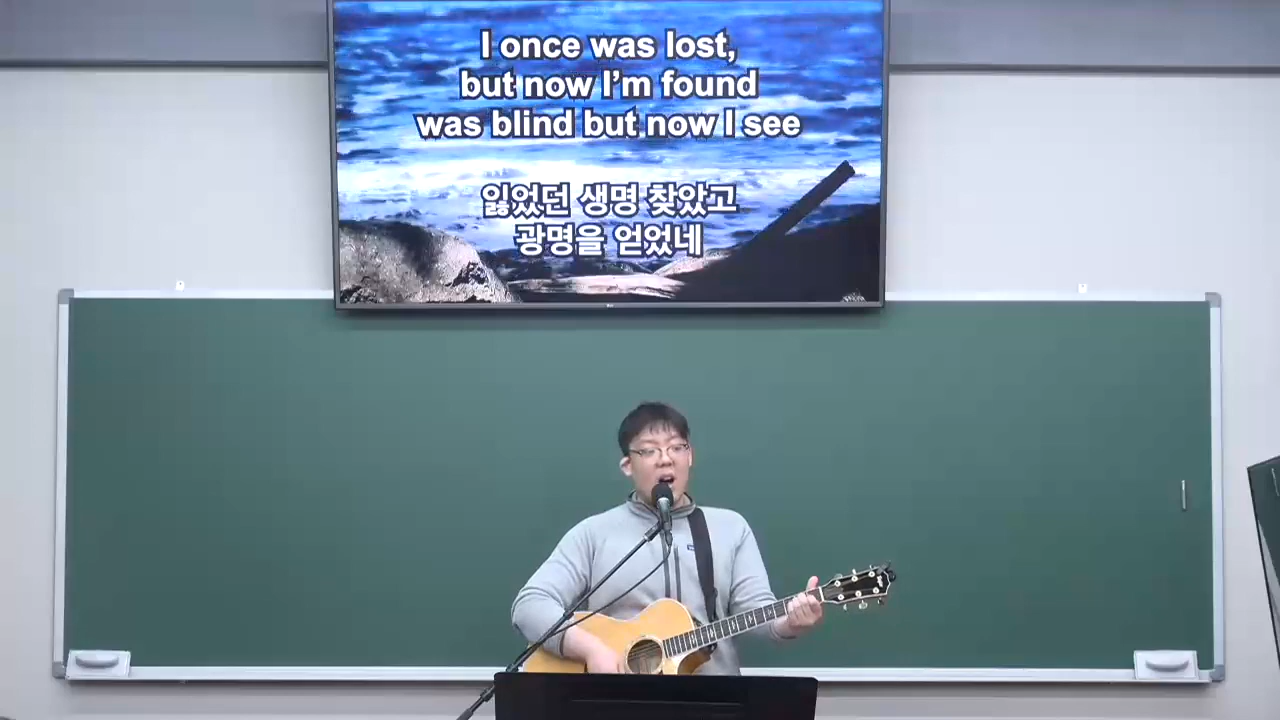 I once was lost,
but now I'm found
was blind but now I see
잃었던 생명 찾았고
광명을 얻었네